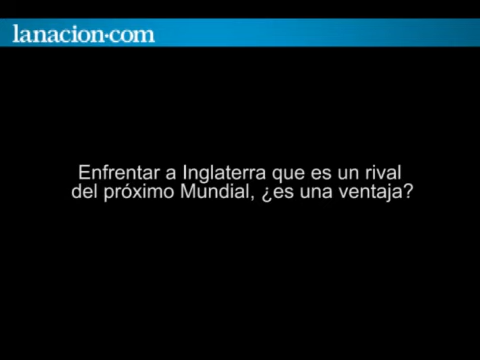 lanacion.com
Enfrentar a Inglaterra que es un rival
del próximo Mundial, ¿es una ventaja?